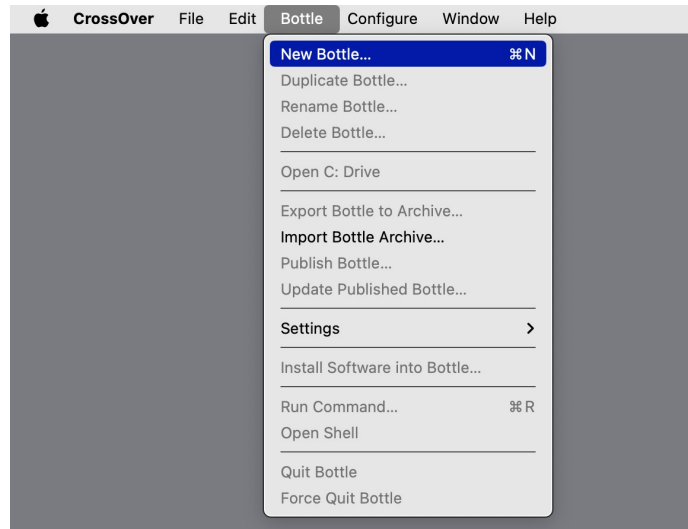 CrossOver File Edit Bottle Configure Window Help
New Bottle... ⌘N
Duplicate Bottle...
Rename Bottle...
Delete Bottle...
Open C: Drive
Export Bottle to Archive...
Import Bottle Archive...
Publish Bottle...
Update Published Bottle...
Settings
Install Software into Bottle...
Run Command... ⌘R
Open Shell
Quit Bottle
Force Quit Bottle